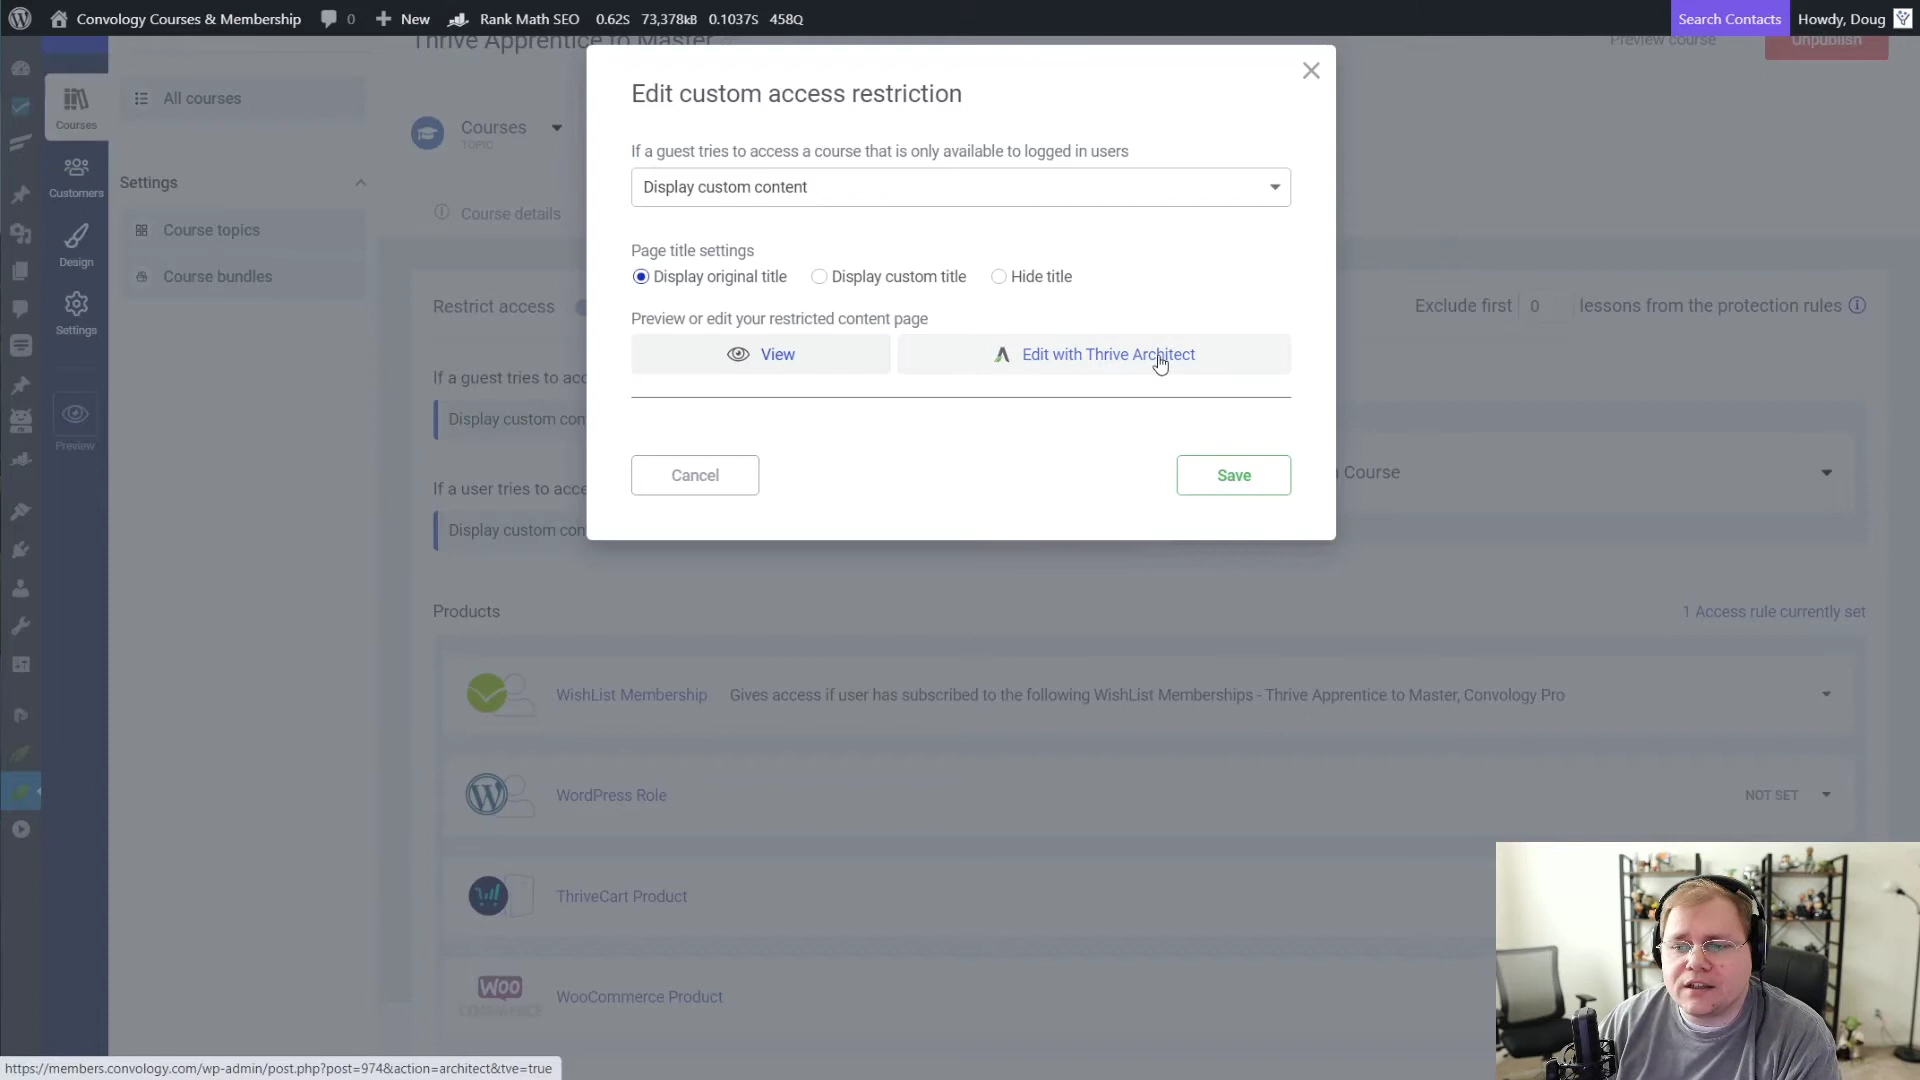 Convology Courses & Membership 0 New Rank Math SEO 0.62S 73,378kB 0.1037S 458Q Search Contacts Howdy, Doug
Thrive Apprentice to Master Preview course Unpublish
Edit custom access restriction
Courses
All courses
Courses
TOPIC
If a guest tries to access a course that is only available to logged in users
Display custom content
Customers
Settings
Course details
Course topics
Design
Page title settings
Display original title Display custom title Hide title
Course bundles
Restrict access
Exclude first 0 lessons from the protection rules
Settings
Preview or edit your restricted content page
View Edit with Thrive Architect
If a guest tries to acc
Display custom con
Preview
Course
Cancel Save
If a user tries to acce
Display custom con
Products 1 Access rule currently set
WishList Membership Gives access if user has subscribed to the following WishList Memberships - Thrive Apprentice to Master, Convology Pro
WordPress Role NOT SET
ThriveCart Product
WOO
COMMERCE
WooCommerce Product
https://members.convology.com/wp-admin/post.php?post=974&action=architect&tve=true